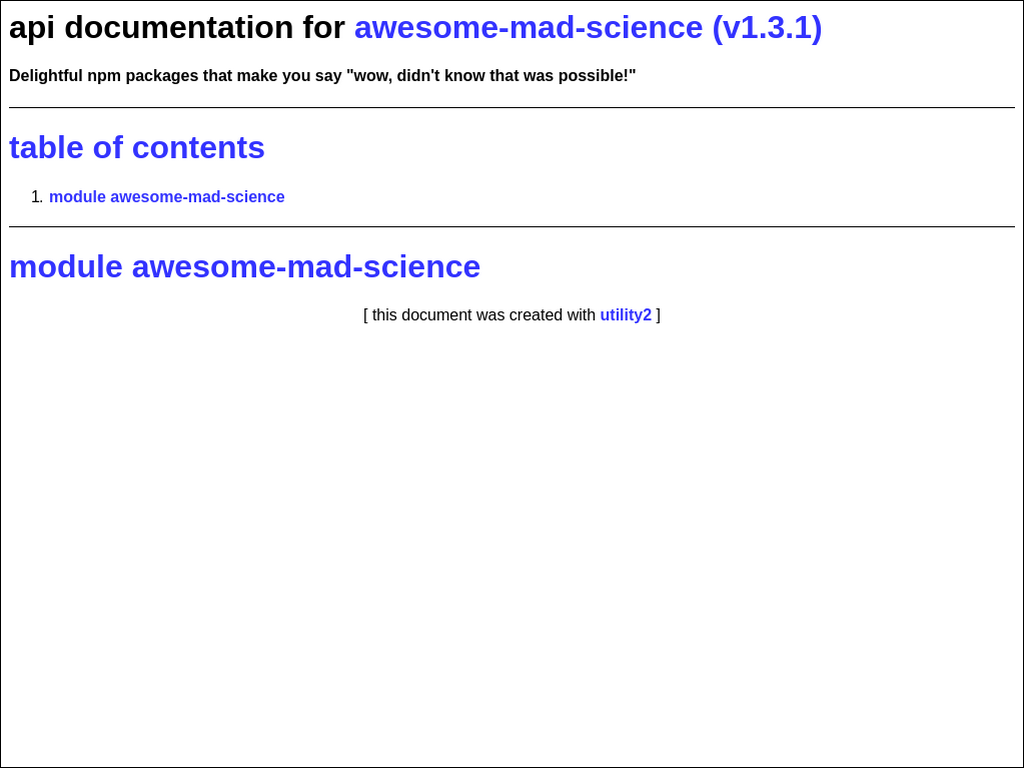 api documentation for awesome-mad-science (v1.3.1)
Delightful npm packages that make you say "wow, didn't know that was possible!"
table of contents
1. module awesome-mad-science
module awesome-mad-science
[ this document was created with utility2 ]